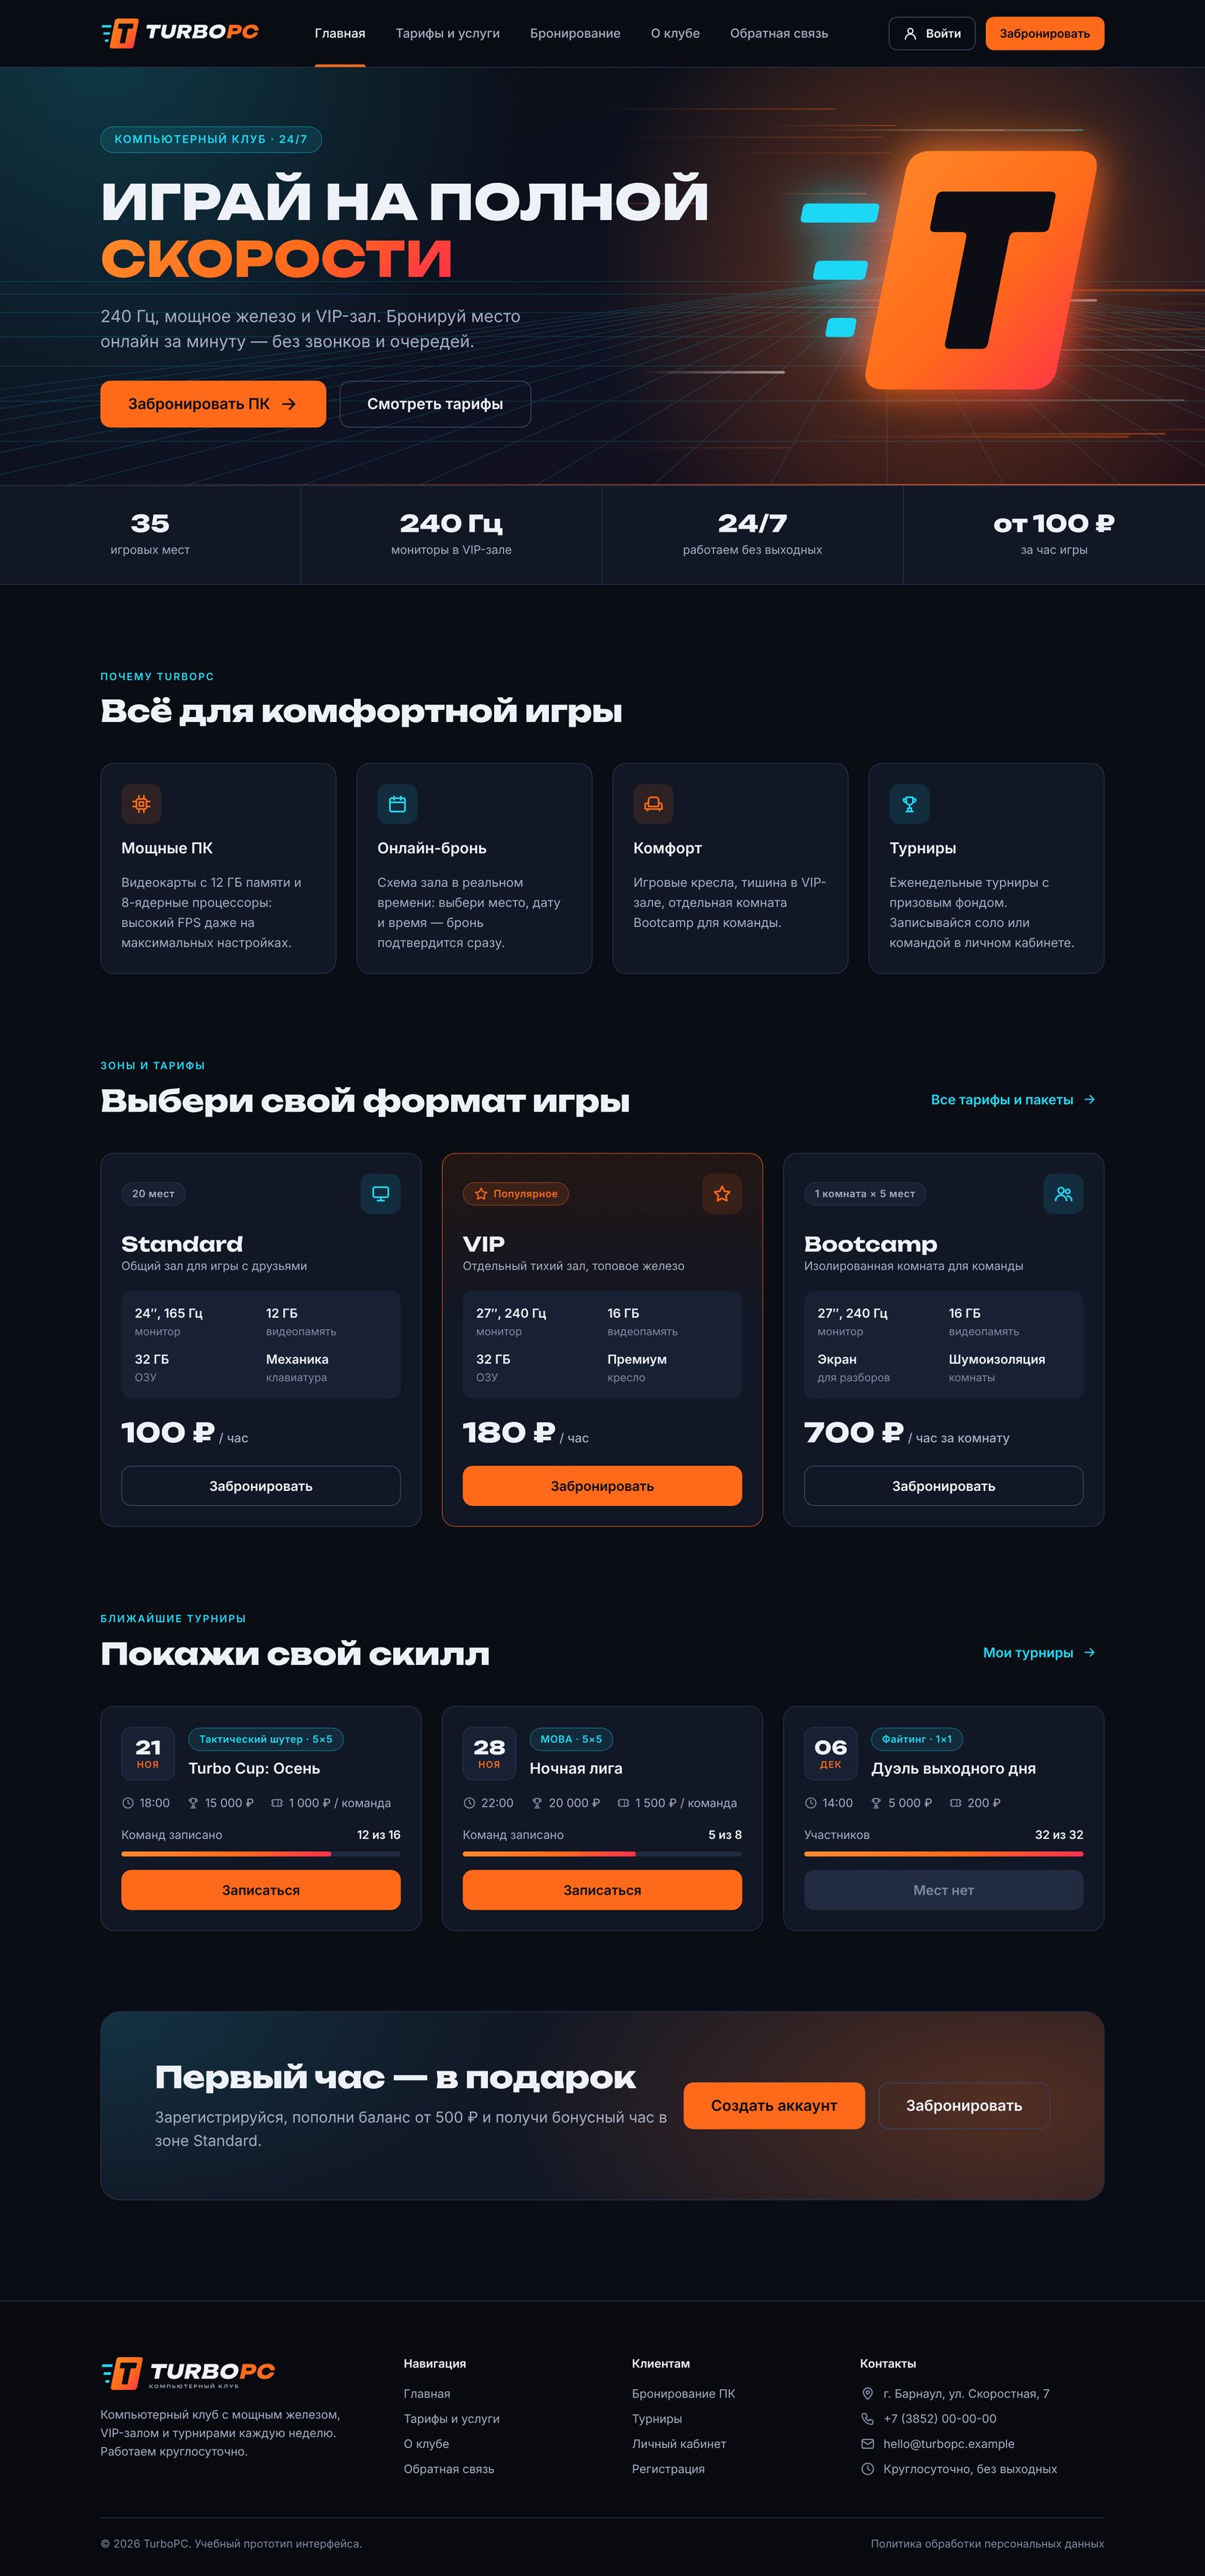 TURBOPC
Главная
Тарифы и услуги
Бронирование
О клубе
Обратная связь
Войти
Забронировать
КОМПЬЮТЕРНЫЙ КЛУБ · 24/7
ИГРАЙ НА ПОЛНОЙ
СКОРОСТИ
240 Гц, мощное железо и VIP-зал. Бронируй место
онлайн за минуту — без звонков и очередей.
Забронировать ПК
Смотреть тарифы
T
35
игровых мест
240 Гц
мониторы в VIP-зале
24/7
работаем без выходных
от 100 ₽
за час игры
ПОЧЕМУ TURBOPC
Всё для комфортной игры
Мощные ПК
Видеокарты с 12 ГБ памяти и
8-ядерные процессоры:
высокий FPS даже на
максимальных настройках.
Онлайн-бронь
Схема зала в реальном
времени: выбери место, дату
и время — бронь
подтвердится сразу.
Комфорт
Игровые кресла, тишина в VIP-
зале, отдельная комната
Bootcamp для команды.
Турниры
Еженедельные турниры с
призовым фондом.
Записывайся соло или
командой в личном кабинете.
ЗОНЫ И ТАРИФЫ
Выбери свой формат игры
Все тарифы и пакеты
20 мест
Standard
Общий зал для игры с друзьями
24″, 165 Гц
монитор
12 ГБ
видеопамять
32 ГБ
ОЗУ
Механика
клавиатура
100 ₽ / час
Забронировать
Популярное
VIP
Отдельный тихий зал, топовое железо
27″, 240 Гц
монитор
16 ГБ
видеопамять
32 ГБ
ОЗУ
Премиум
кресло
180 ₽ / час
Забронировать
1 комната × 5 мест
Bootcamp
Изолированная комната для команды
27″, 240 Гц
монитор
16 ГБ
видеопамять
Экран
для разборов
Шумоизоляция
комнаты
700 ₽ / час за комнату
Забронировать
БЛИЖАЙШИЕ ТУРНИРЫ
Покажи свой скилл
Мои турниры
21
НОЯ
Тактический шутер · 5×5
Turbo Cup: Осень
18:00
15 000 ₽
1 000 ₽ / команда
Команд записано
12 из 16
Записаться
28
НОЯ
MOBA · 5×5
Ночная лига
22:00
20 000 ₽
1 500 ₽ / команда
Команд записано
5 из 8
Записаться
06
ДЕК
Файтинг · 1×1
Дуэль выходного дня
14:00
5 000 ₽
200 ₽
Участников
32 из 32
Мест нет
Первый час — в подарок
Зарегистрируйся, пополни баланс от 500 ₽ и получи бонусный час в
зоне Standard.
Создать аккаунт
Забронировать
TURBOPC
КОМПЬЮТЕРНЫЙ КЛУБ
Компьютерный клуб с мощным железом,
VIP-залом и турнирами каждую неделю.
Работаем круглосуточно.
Навигация
Главная
Тарифы и услуги
О клубе
Обратная связь
Клиентам
Бронирование ПК
Турниры
Личный кабинет
Регистрация
Контакты
г. Барнаул, ул. Скоростная, 7
+7 (3852) 00-00-00
hello@turbopc.example
Круглосуточно, без выходных
© 2026 TurboPC. Учебный прототип интерфейса.
Политика обработки персональных данных